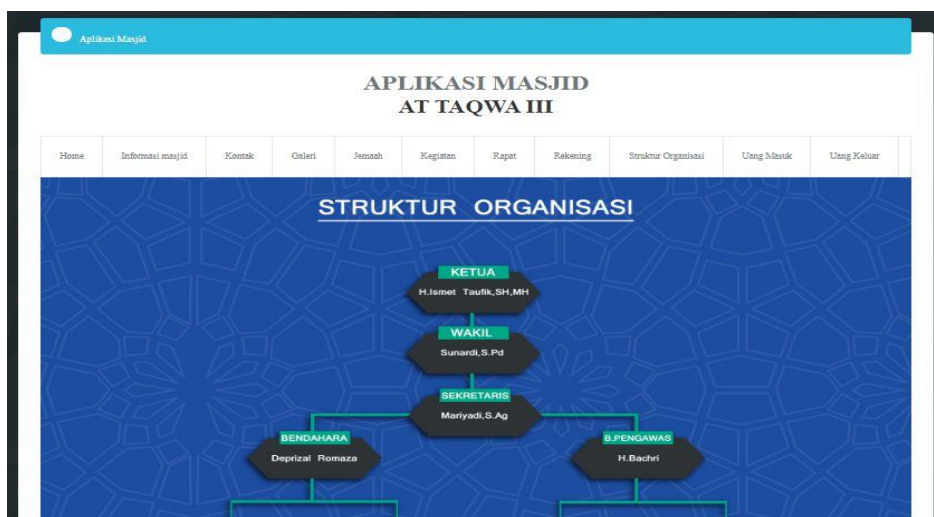 Aplikasi Masjid
APLIKASI MASJID
AT TAQWA III
Home Informasi masjid Kontak Galeri Jemaah Kegiatan Rapat Rekening Struktur Organisasi Uang Masuk Uang Keluar
STRUKTUR ORGANISASI
KETUA
H.Ismet Taufik,SH,MH
WAKIL
Sunardi,S.Pd
SEKRETARIS
Mariyadi,S.Ag
BENDAHARA B.PENGAWAS
Deprizal Romaza H.Bachri